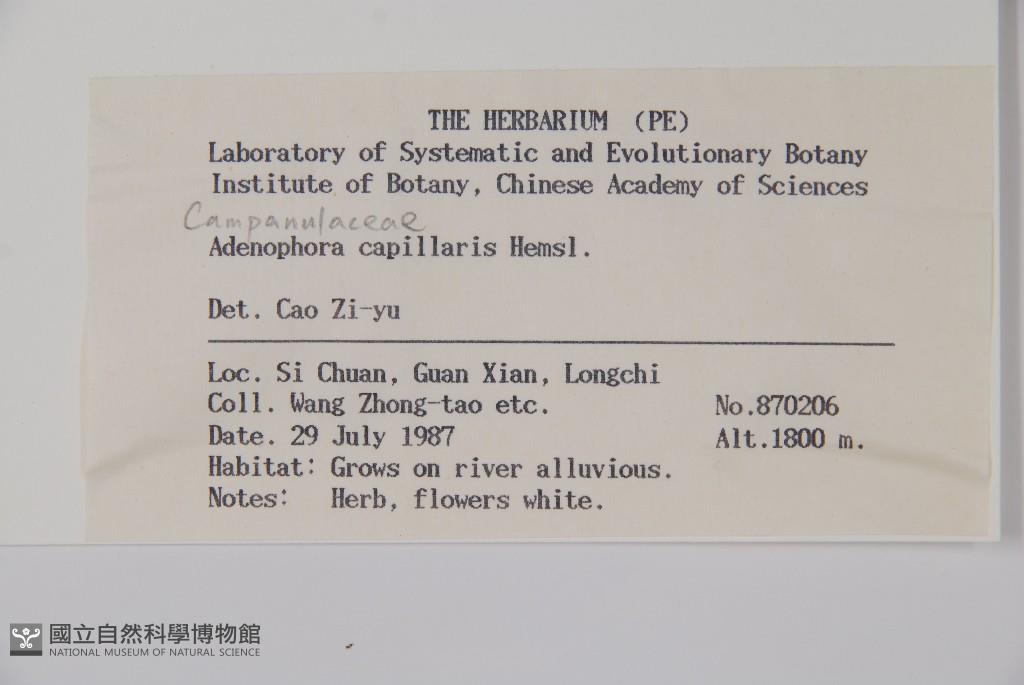 THE HERBARIUM (PE)
Laboratory of Systematic and Evolutionary Botany
Institute of Botany, Chinese Academy of Sciences
Campanulaceae
Adenophora capillaris Hemsl.
Det. Cao Zi-yu
Loc. Si Chuan, Guan Xian, Longchi
Coll. Wang Zhong-tao etc. No.870206
Date. 29 July 1987 Alt.1800 m.
Habitat: Grows on river alluvious.
Notes: Herb, flowers white.
國立自然科學博物館
NATIONAL MUSEUM OF NATURAL SCIENCE